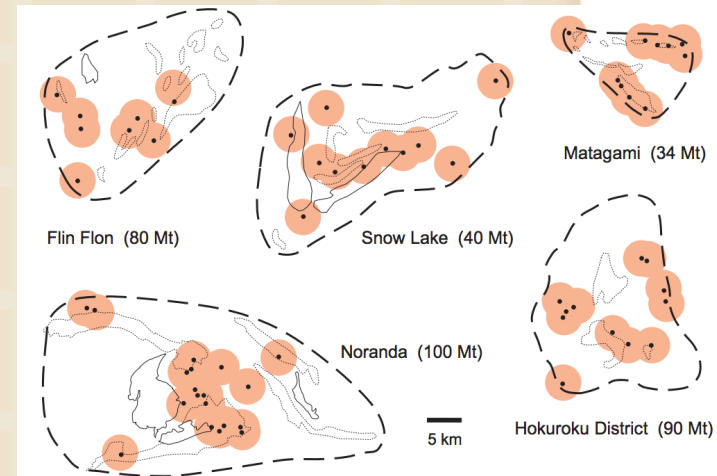 Matagami (34 Mt)
Flin Flon (80 Mt)
Snow Lake (40 Mt)
Noranda (100 Mt)
5 km
Hokuroku District (90 Mt)